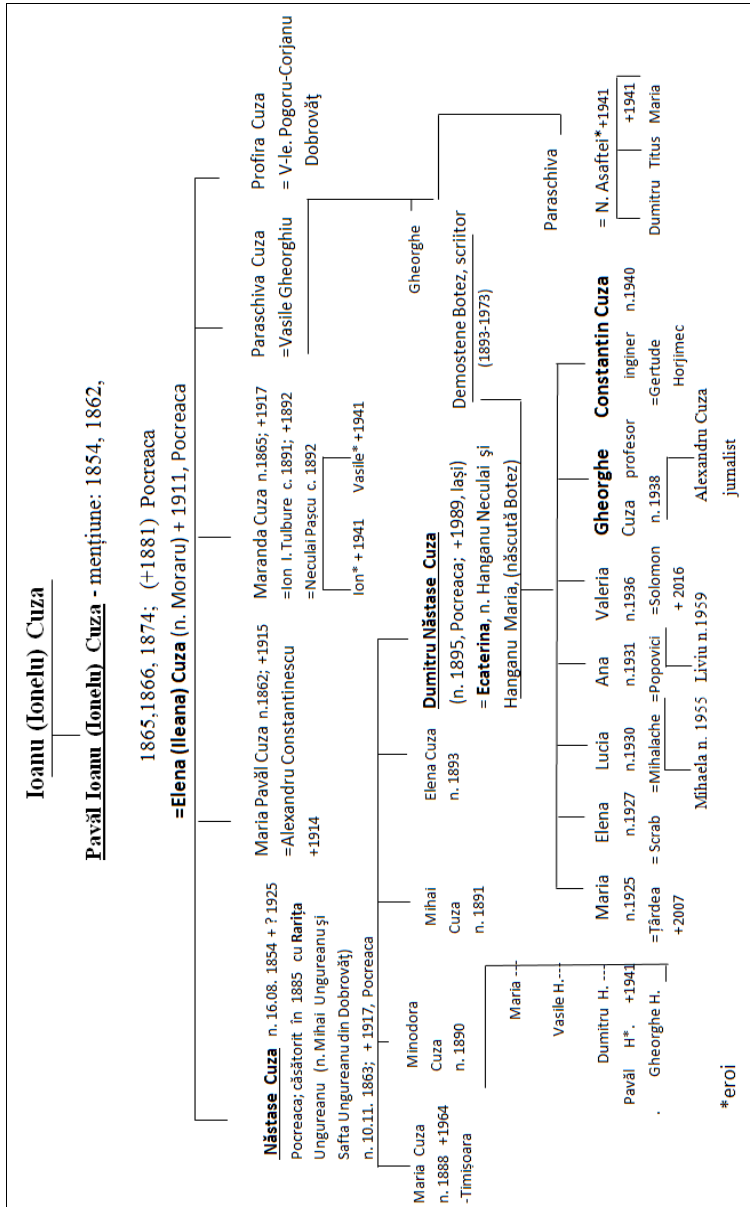 Ioanu (Ionelu) Cuza
Pavăl Ioanu (Ionelu) Cuza - mențiune: 1854, 1862,
1865,1866, 1874; (+1881) Pocreaca
=Elena (Ileana) Cuza (n. Moraru) + 1911, Pocreaca
Năstase Cuza n.16.08. 1854 + ? 1925
Pocreaca; căsătorit în 1885 cu Rarița
Ungureanu (n. Mihai Ungureanu și
Safta Ungureanu din Dobrovăț)
n. 10.11. 1863; + 1917, Pocreaca
Maria Pavăl Cuza n.1862; +1915
=Alexandru Constantinescu
+1914
Maranda Cuza n.1865; +1917
=Ion I.Tulbure c. 1891; +1892
=Neculai Pașcu c. 1892
Ion* +1941 Vasile* +1941
Paraschiva Cuza
=Vasile Gheorghiu
Profira Cuza
= V-le. Pogoru-Corjanu
Dobrovăț
Gheorghe
Paraschiva
= N. Asaftei* +1941
+1941
Dumitru Titus Maria
Maria Cuza
n. 1888 +1964
-Timișoara
Minodora
Cuza
n. 1890
Mihai
Cuza
n. 1891
Elena Cuza
n. 1893
Dumitru Năstase Cuza
(n. 1895, Pocreaca; +1989, Iași)
= Ecaterina, n. Hanganu Neculai și
Hanganu Maria, (născută Botez)
Demostene Botez, scriitor
(1893-1973)
Maria ---
Vasile H.---
Dumitru H. ---
Pavăl H*. +1941
. Gheorghe H.
Maria
n.1925
=Țârdea
+2007
Elena
n.1927
= Scrab
Lucia
n.1930
=Mihalache
Ana
n.1931
=Popovici
Valeria
n.1936
=Solomon
+ 2016
Gheorghe
Cuza profesor
n. 1938
Constantin Cuza
inginer n.1940
=Gertude
Horjimec
Mihaela n. 1955 Liviu n.1959
Alexandru Cuza
jurnalist
*eroi